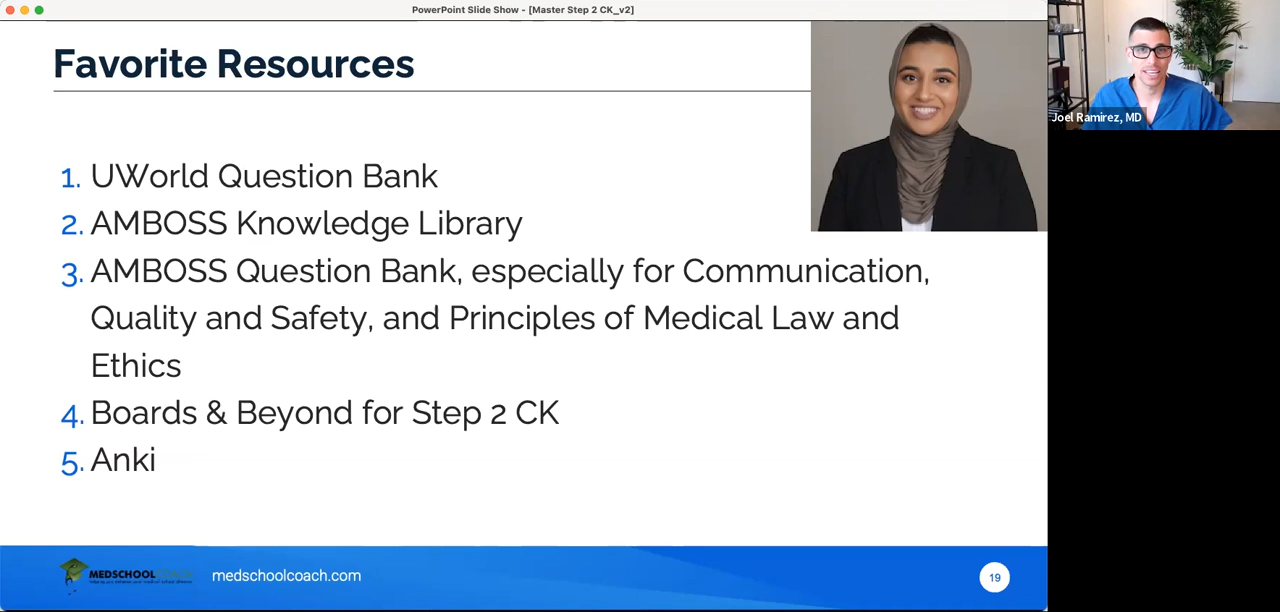 PowerPoint Slide Show - [Master Step 2 CK_v2]
Favorite Resources
Joel Ramirez, MD
1. UWorld Question Bank
2. AMBOSS Knowledge Library
3. AMBOSS Question Bank, especially for Communication,
Quality and Safety, and Principles of Medical Law and
Ethics
4. Boards & Beyond for Step 2 CK
5. Anki
MEDSCHOOLCOACH
medschoolcoach.com
19